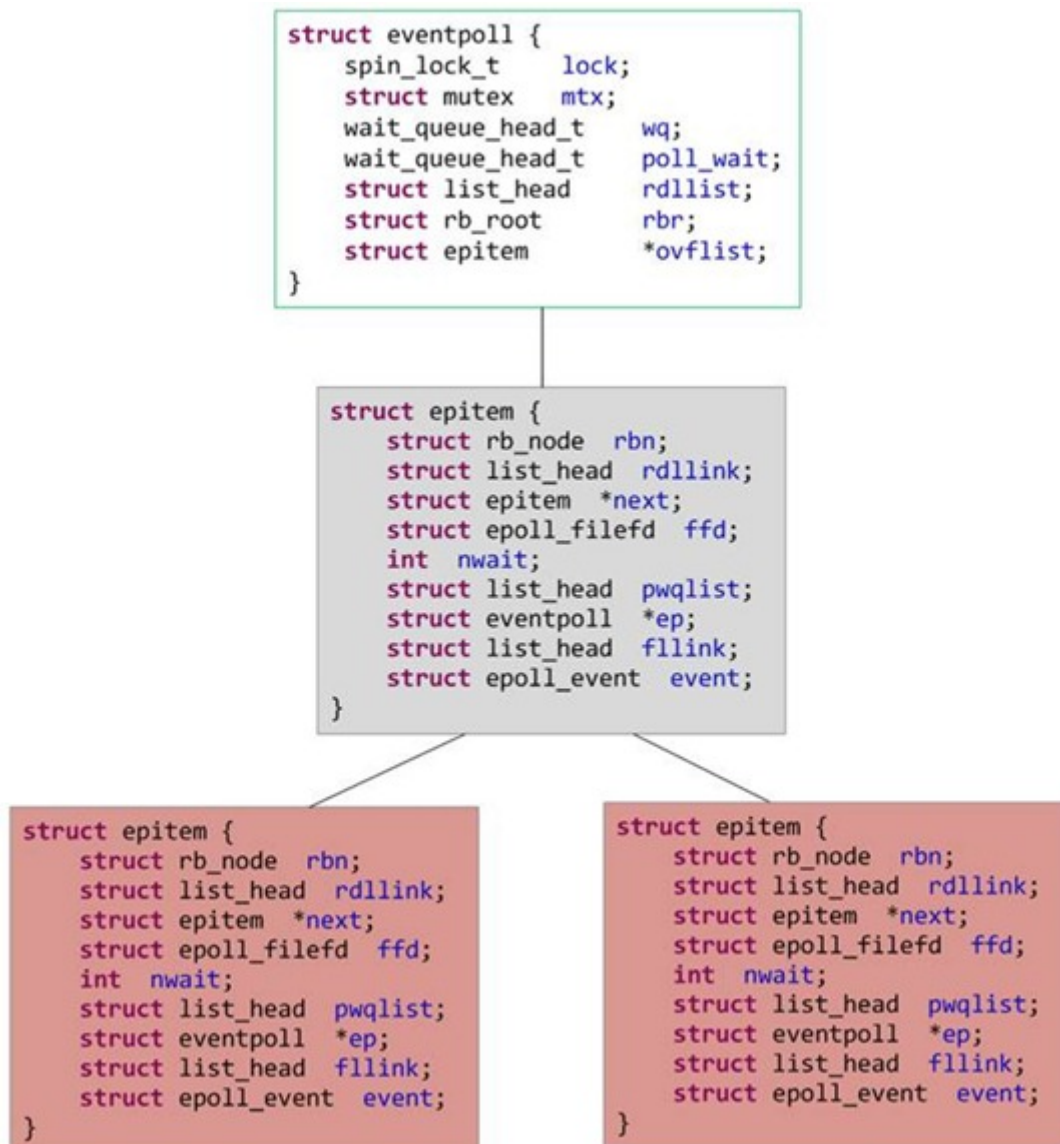 struct eventpoll {
spin_lock_t lock;
struct mutex mtx;
wait_queue_head_t wq;
wait_queue_head_t poll_wait;
struct list_head rdllist;
struct rb_root rbr;
struct epitem *ovflist;
}
struct epitem {
struct rb_node rbn;
struct list_head rdllink;
struct epitem *next;
struct epoll_filefd ffd;
int nwait;
struct list_head pwqlist;
struct eventpoll *ep;
struct list_head fllink;
struct epoll_event event;
}
struct epitem {
struct rb_node rbn;
struct list_head rdllink;
struct epitem *next;
struct epoll_filefd ffd;
int nwait;
struct list_head pwqlist;
struct eventpoll *ep;
struct list_head fllink;
struct epoll_event event;
}
struct epitem {
struct rb_node rbn;
struct list_head rdllink;
struct epitem *next;
struct epoll_filefd ffd;
int nwait;
struct list_head pwqlist;
struct eventpoll *ep;
struct list_head fllink;
struct epoll_event event;
}